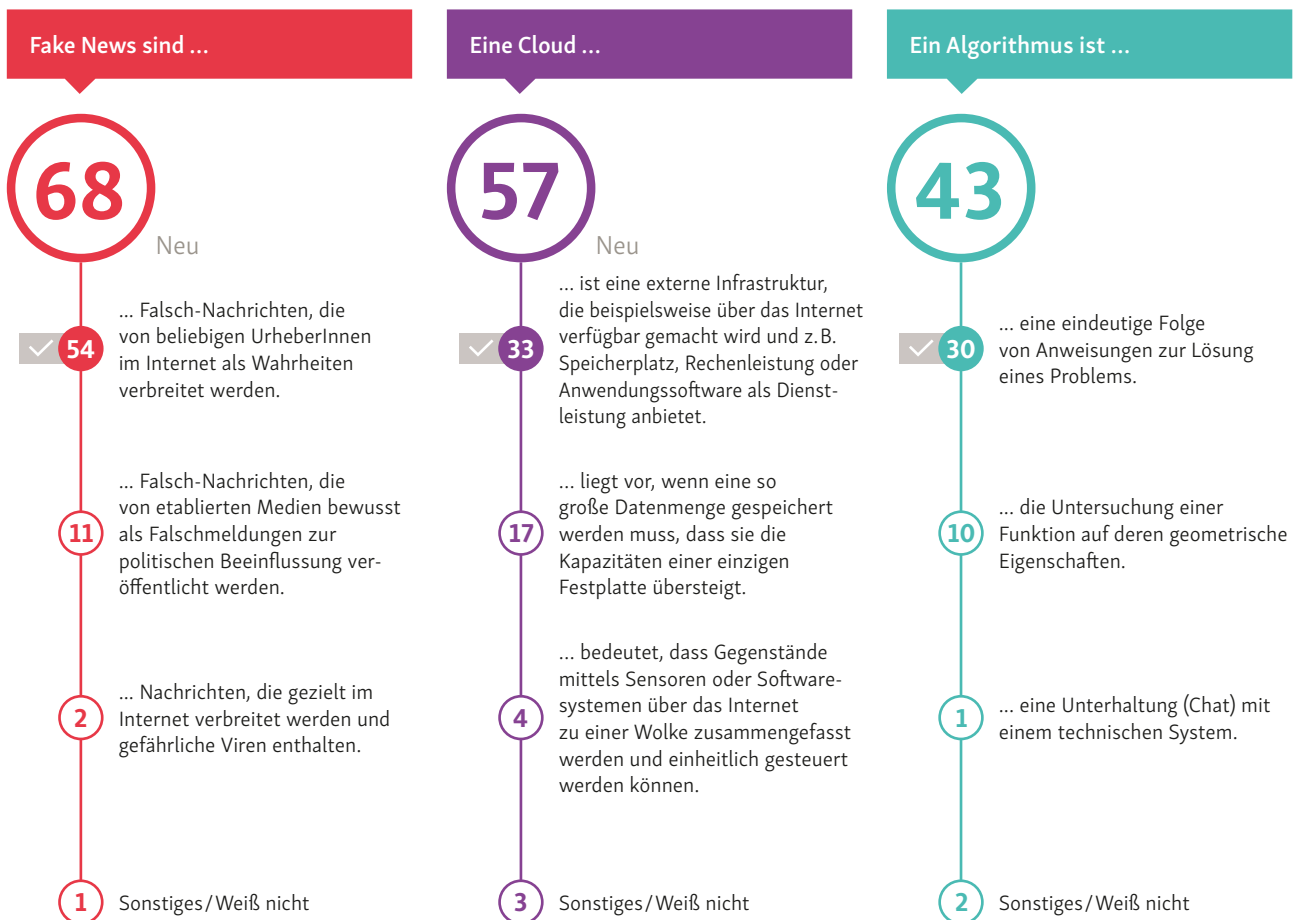 Fake News sind ...
68
Neu
54
... Falsch-Nachrichten, die
von beliebigen UrheberInnen
im Internet als Wahrheiten
verbreitet werden.
11
... Falsch-Nachrichten, die
von etablierten Medien bewusst
als Falschmeldungen zur
politischen Beeinflussung ver-
öffentlicht werden.
2
... Nachrichten, die gezielt im
Internet verbreitet werden und
gefährliche Viren enthalten.
1
Sonstiges/Weiß nicht
Eine Cloud ...
57
Neu
33
... ist eine externe Infrastruktur,
die beispielsweise über das Internet
verfügbar gemacht wird und z.B.
Speicherplatz, Rechenleistung oder
Anwendungssoftware als Dienst-
leistung anbietet.
17
... liegt vor, wenn eine so
große Datenmenge gespeichert
werden muss, dass sie die
Kapazitäten einer einzigen
Festplatte übersteigt.
4
... bedeutet, dass Gegenstände
mittels Sensoren oder Software-
systemen über das Internet
zu einer Wolke zusammengefasst
werden und einheitlich gesteuert
werden können.
3
Sonstiges/Weiß nicht
Ein Algorithmus ist ...
43
30
... eine eindeutige Folge
von Anweisungen zur Lösung
eines Problems.
10
... die Untersuchung einer
Funktion auf deren geometrische
Eigenschaften.
1
... eine Unterhaltung (Chat) mit
einem technischen System.
2
Sonstiges/Weiß nicht